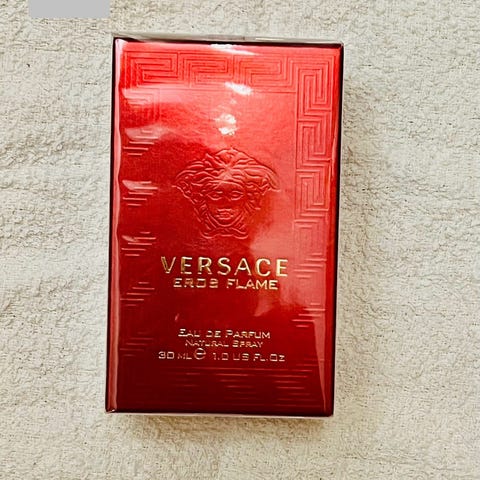 VERSACE
EROS FLAME
EAU DE PARFUM
NATURAL SPRAY
30 ML ℮ 1.0 US FL.OZ